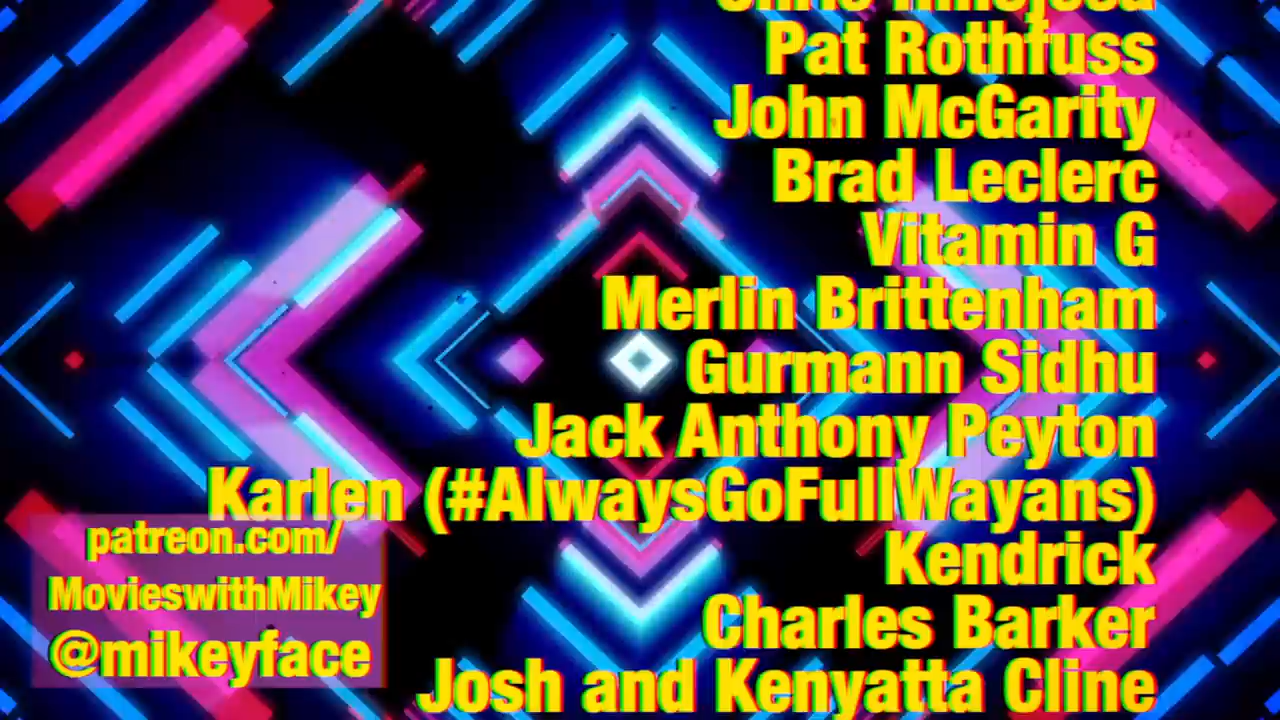 Pat Rothfuss
John McGarity
Brad Leclerc
Vitamin G
Merlin Brittenham
Gurmann Sidhu
Jack Anthony Peyton
Karlen (#AlwaysGoFullWayans)
Kendrick
Charles Barker
Josh and Kenyatta Cline
patreon.com/
MovieswithMikey
@mikeyface